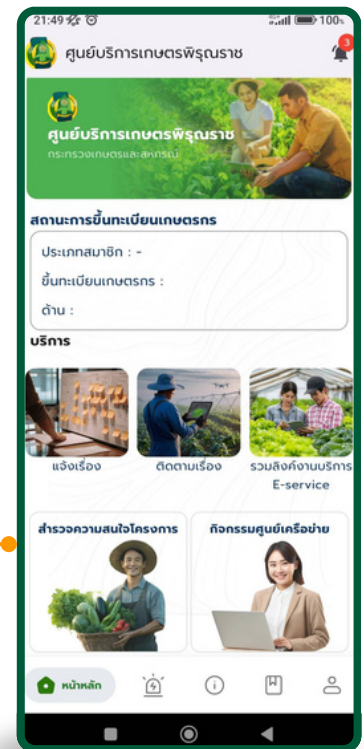 21:49
100%
ศูนย์บริการเกษตรพิรุณราช
3
ศูนย์บริการเกษตรพิรุณราช
กระทรวงเกษตรและสหกรณ์
สถานะการขึ้นทะเบียนเกษตรกร
ประเภทสมาชิก : -
ขึ้นทะเบียนเกษตรกร :
ด้าน :
บริการ
แจ้งเรื่อง
ติดตามเรื่อง
รวมลิงค์งานบริการ
E-service
สำรวจความสนใจโครงการ
กิจกรรมศูนย์เครือข่าย
หน้าหลัก